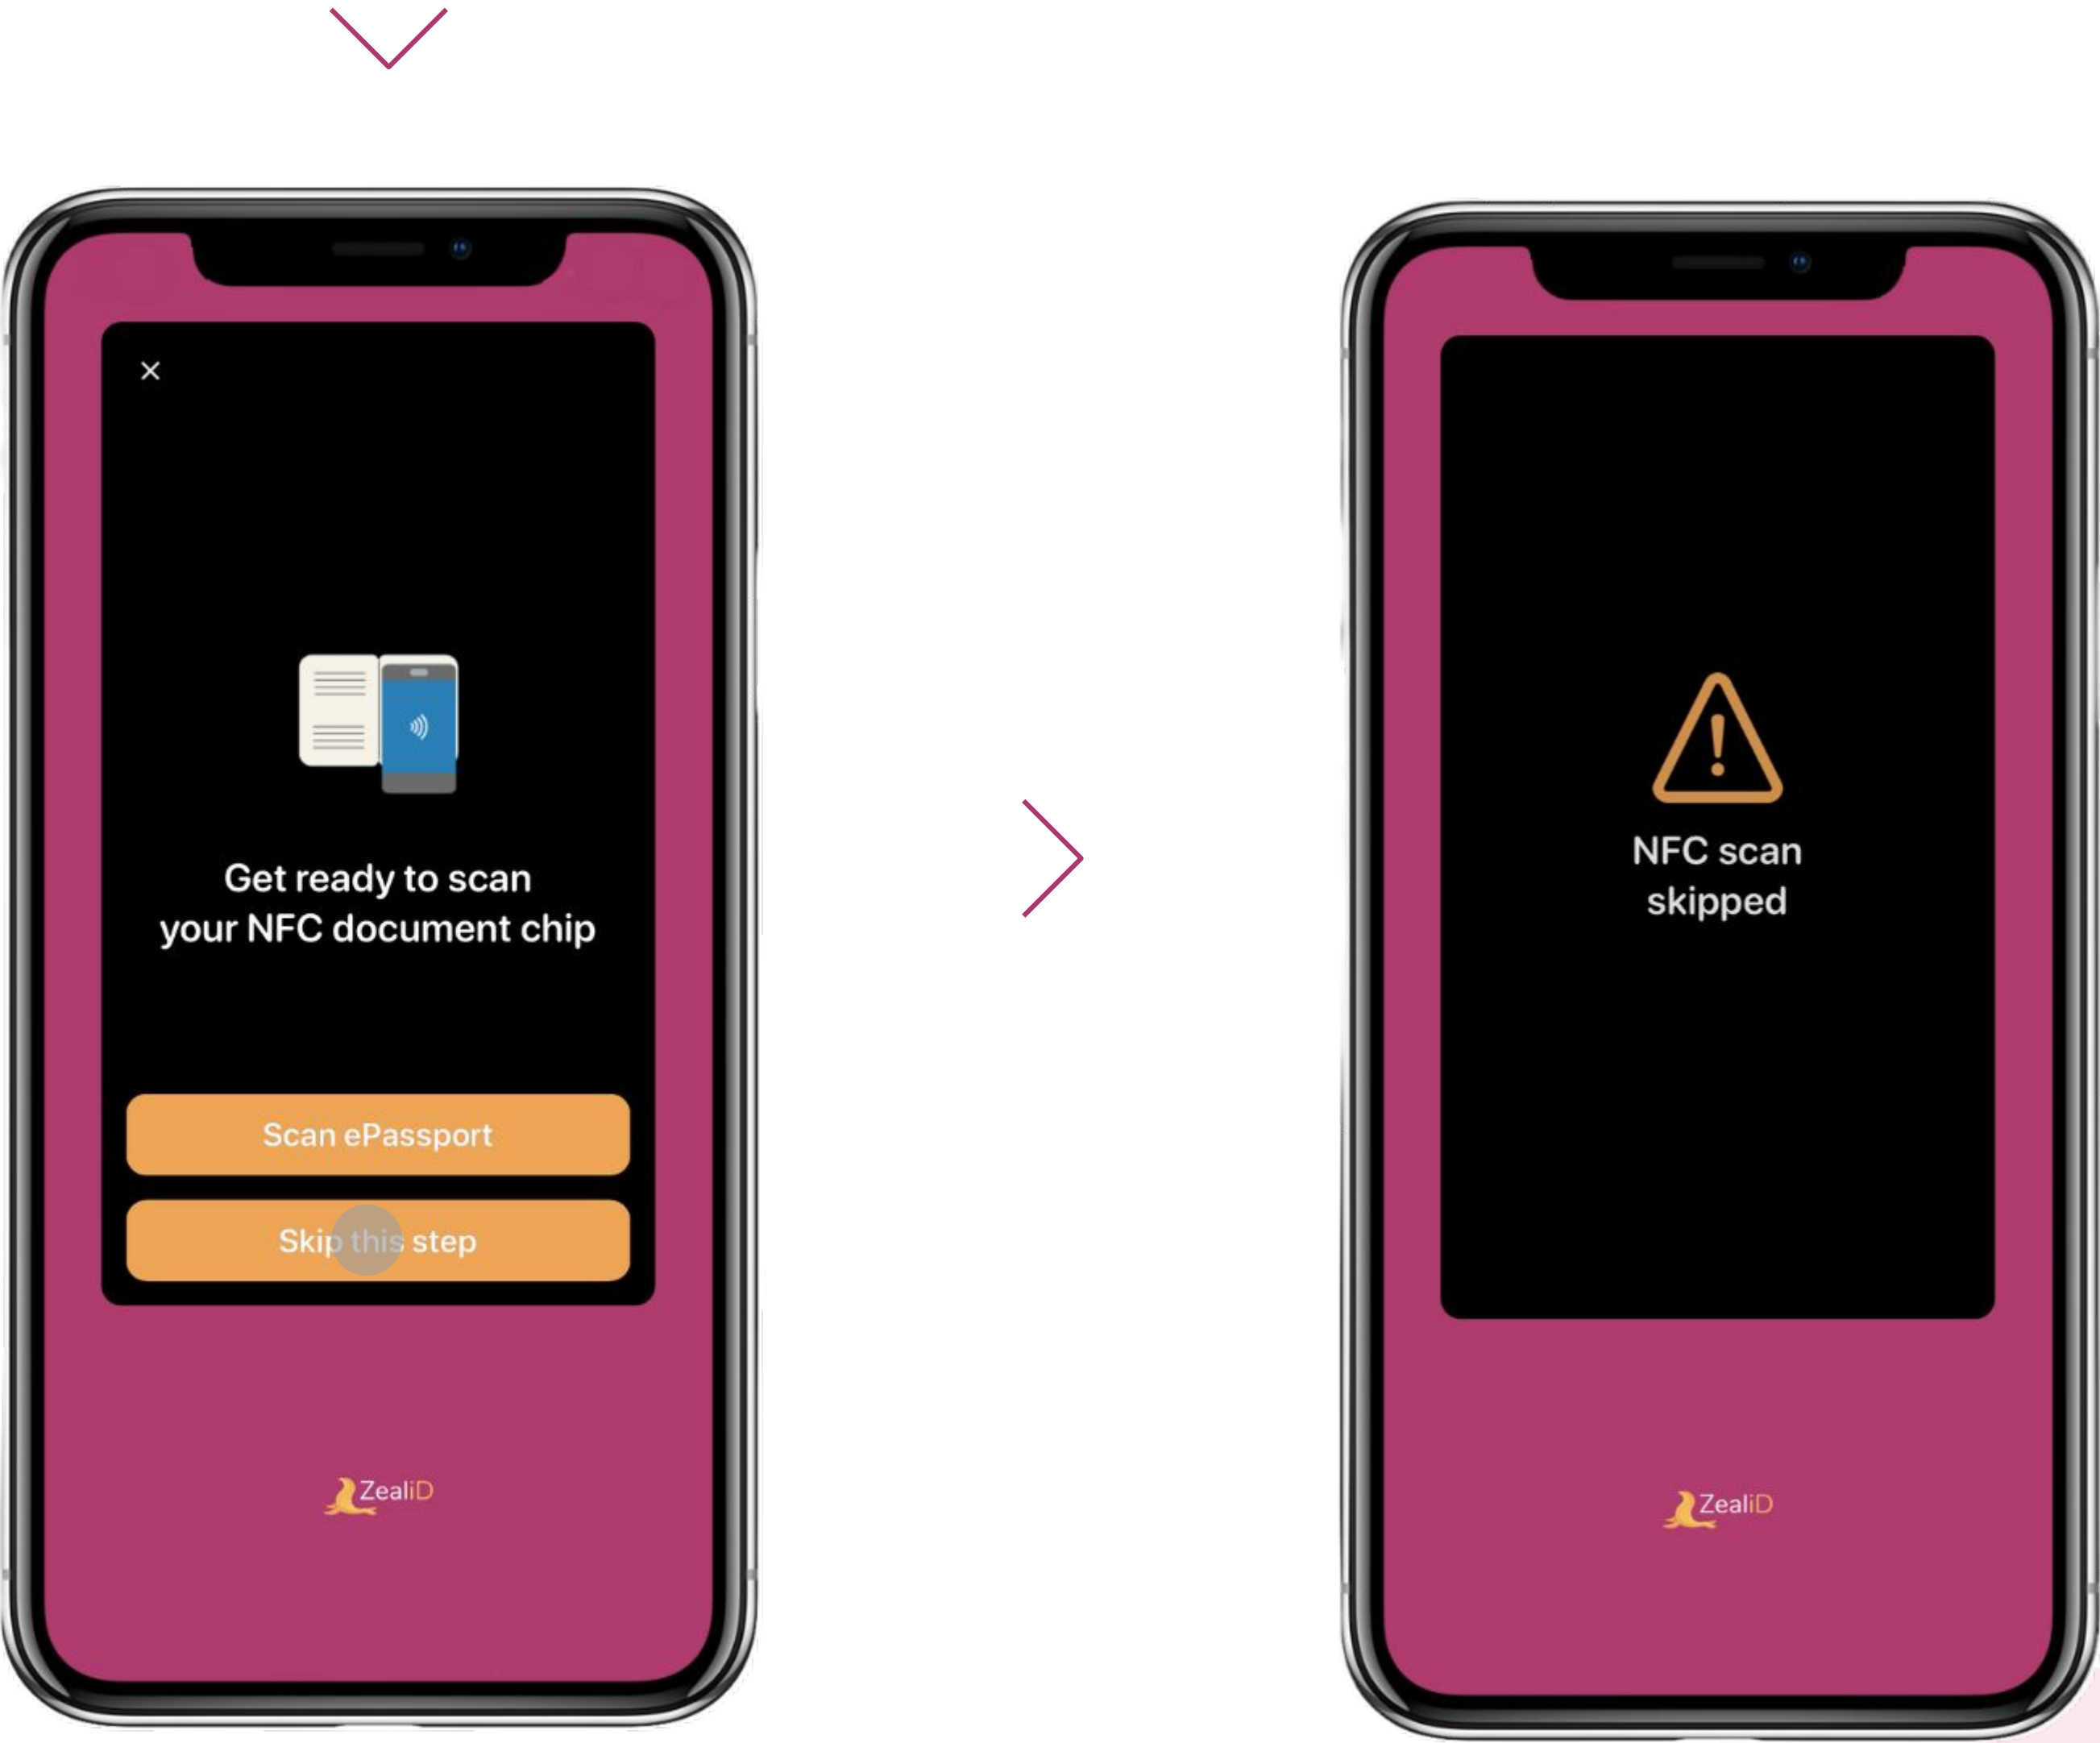 Get ready to scan
your NFC document chip
Scan ePassport
Skip this step
ZealiD
NFC scan
skipped
ZealiD